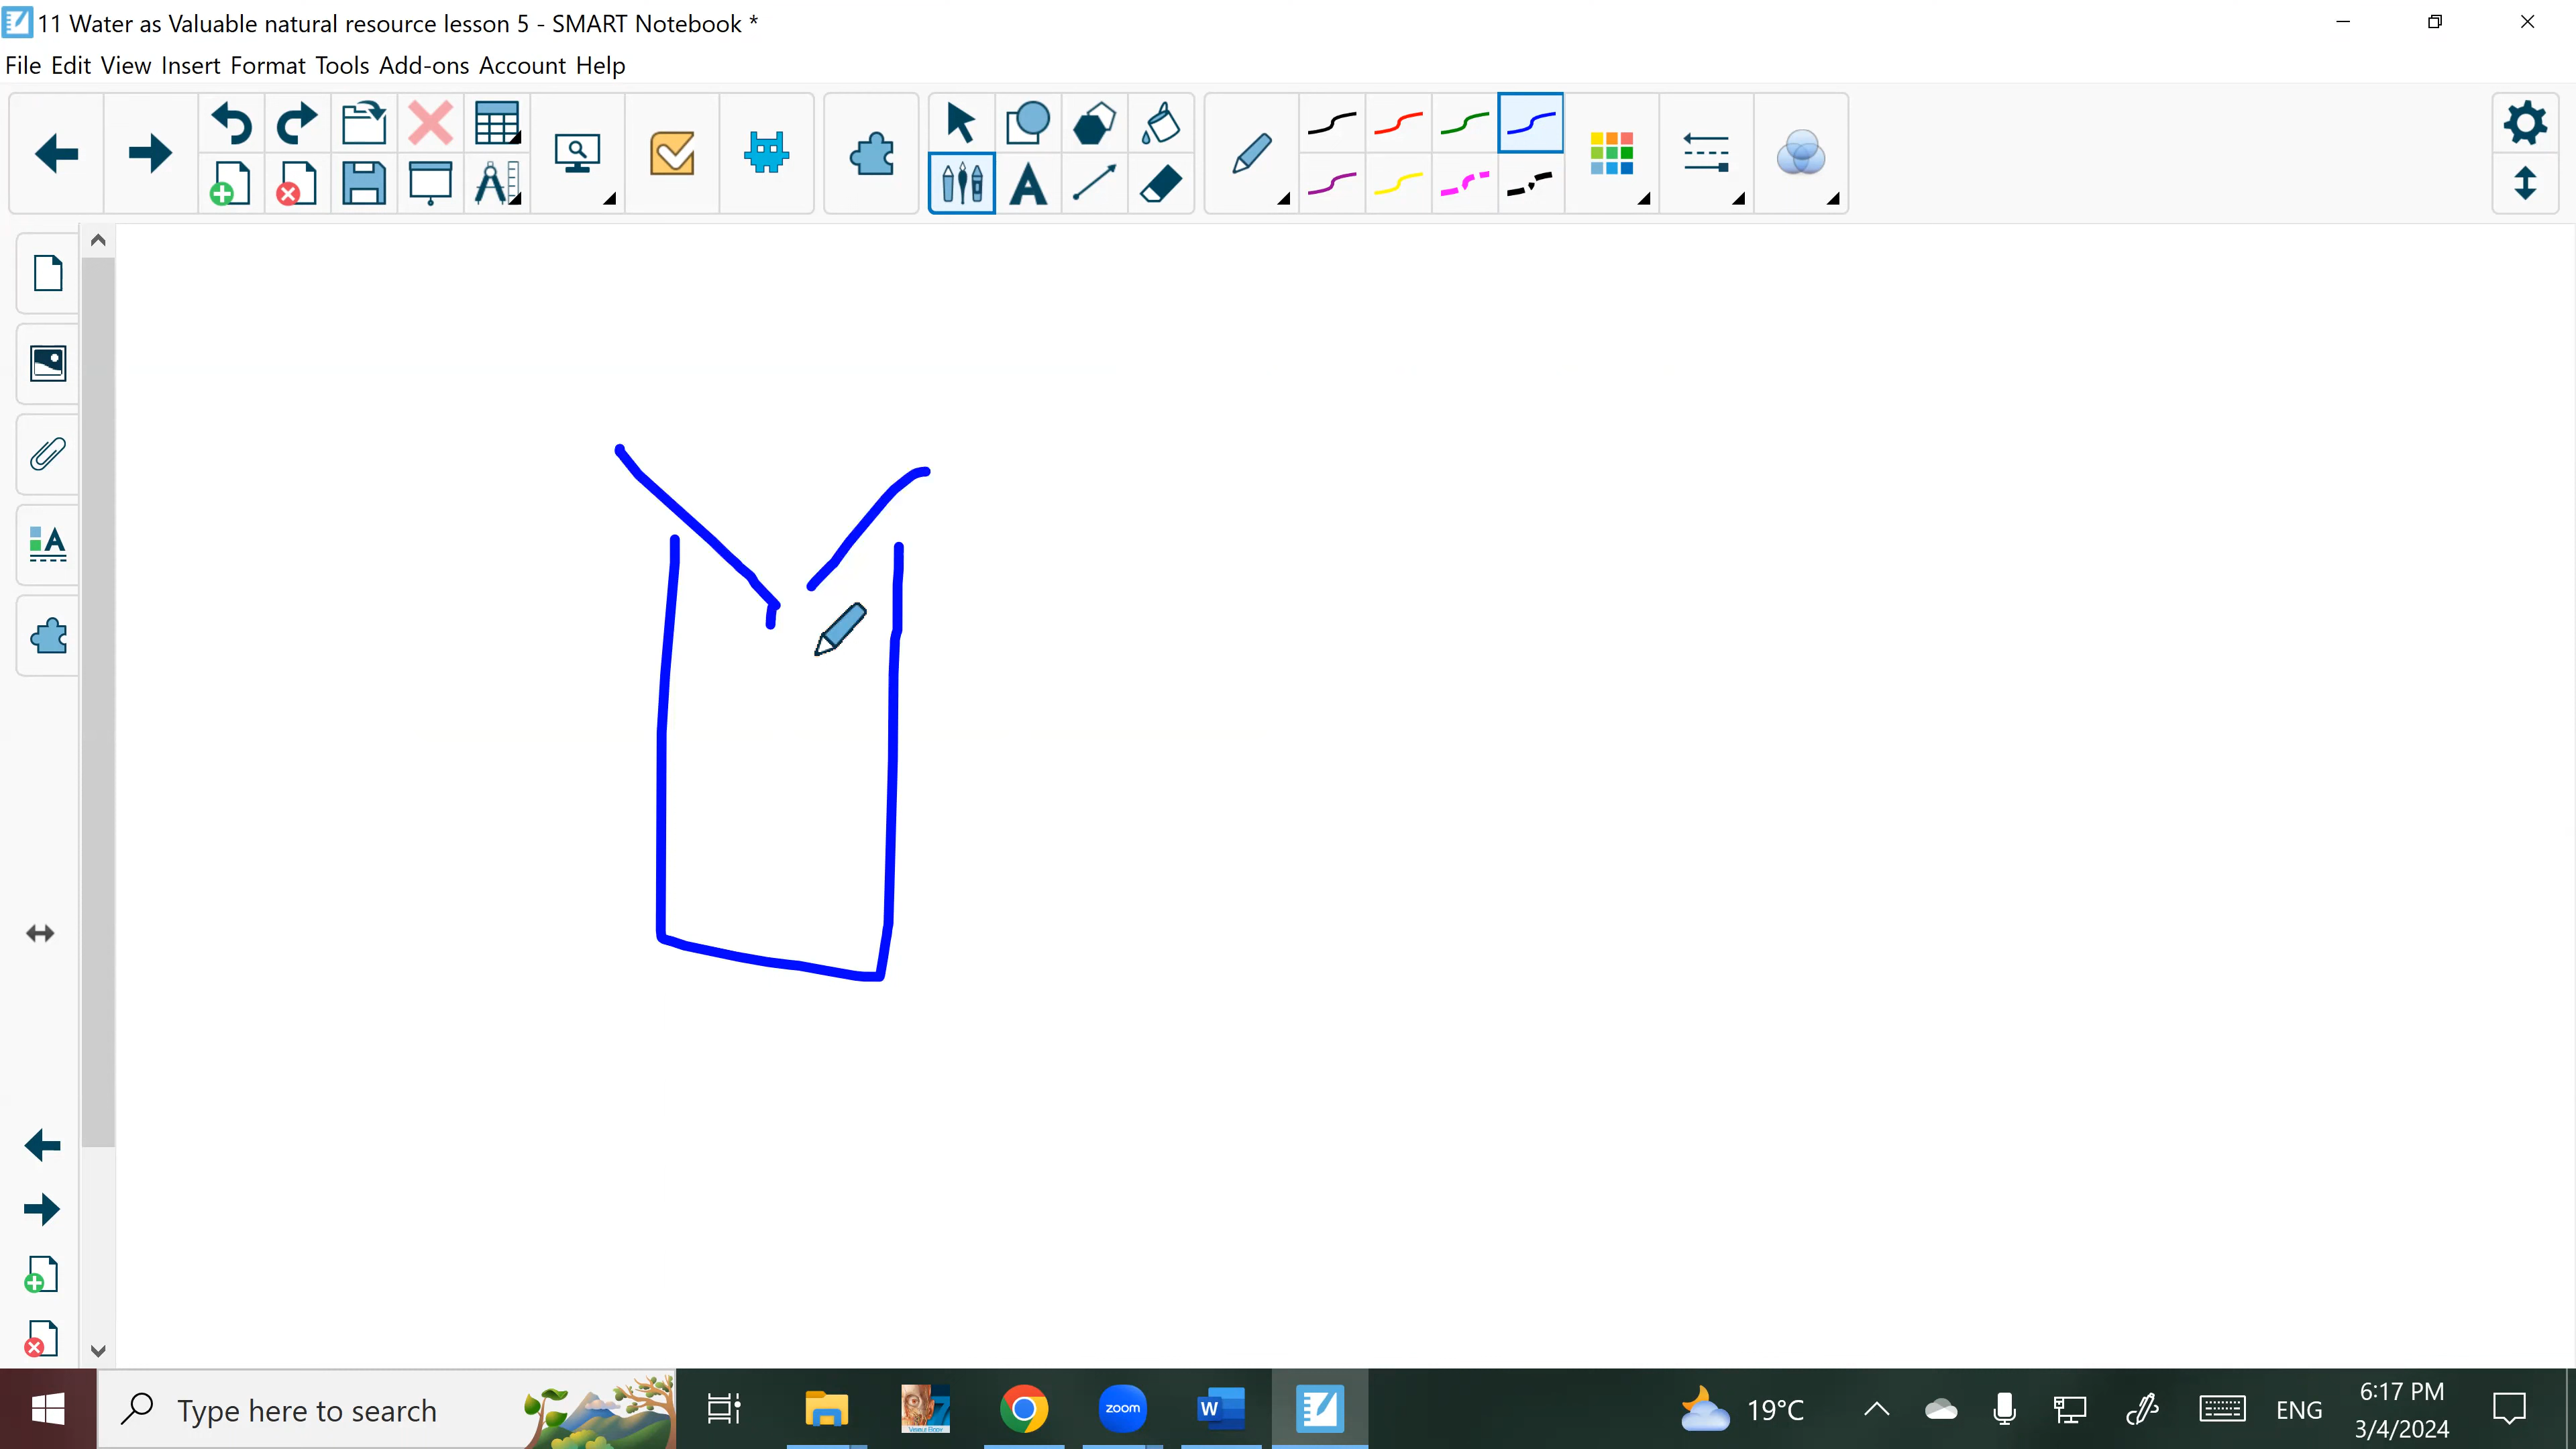 11 Water as Valuable natural resource lesson 5 - SMART Notebook *
File Edit View Insert Format Tools Add-ons Account Help
Type here to search
zoom
W
19°C
ENG
6:17 PM
3/4/2024